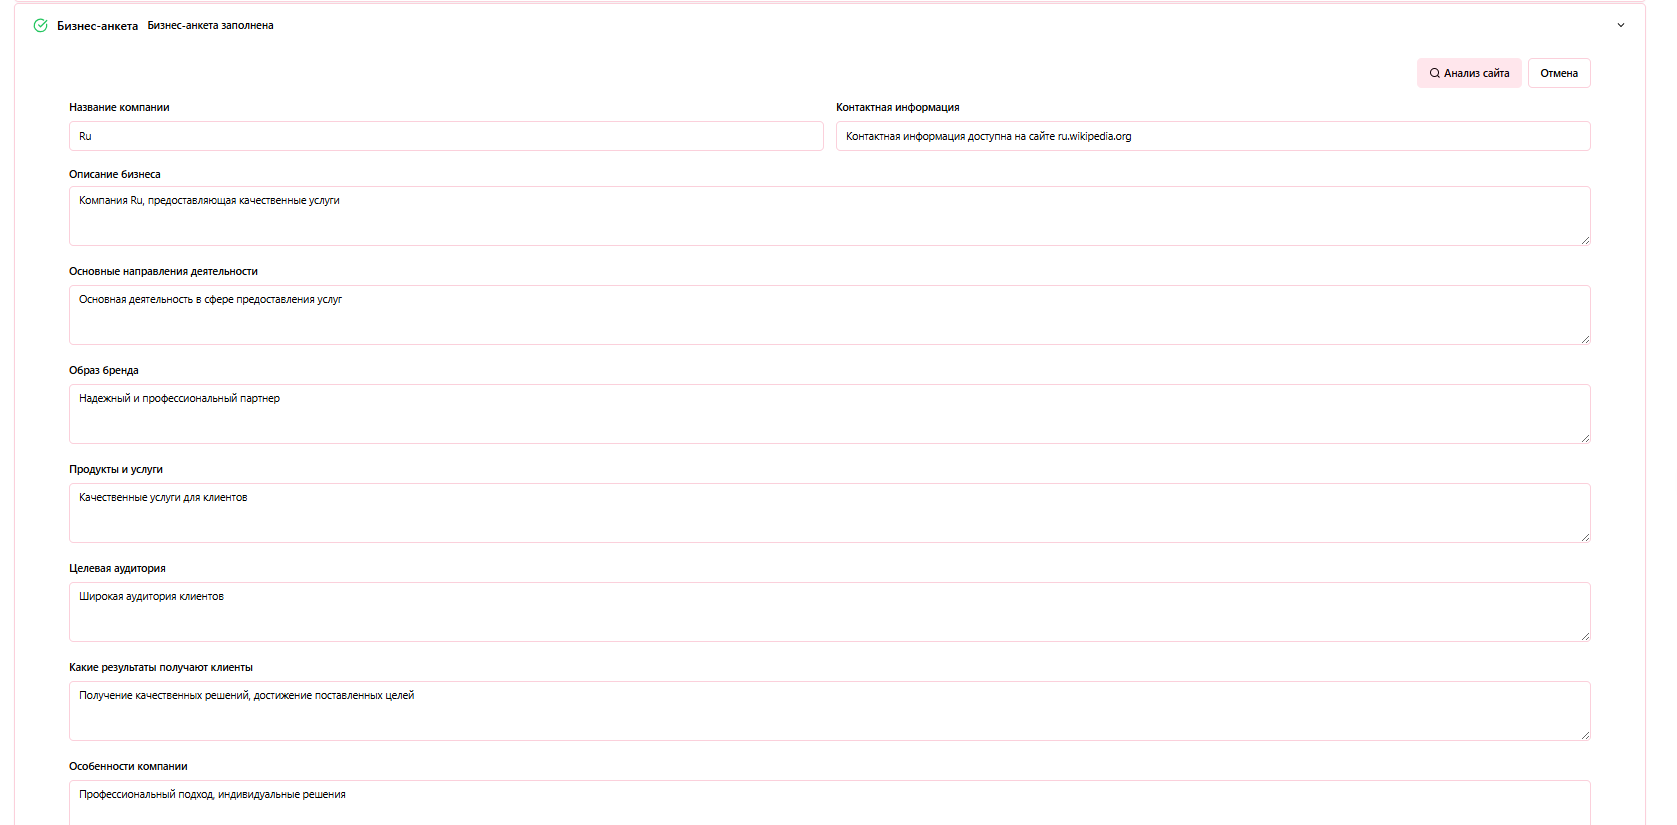 Бизнес-анкета Бизнес-анкета заполнена
Анализ сайта Отмена
Название компании
Ru
Контактная информация
Контактная информация доступна на сайте ru.wikipedia.org
Описание бизнеса
Компания Ru, предоставляющая качественные услуги
Основные направления деятельности
Основная деятельность в сфере предоставления услуг
Образ бренда
Надежный и профессиональный партнер
Продукты и услуги
Качественные услуги для клиентов
Целевая аудитория
Широкая аудитория клиентов
Какие результаты получают клиенты
Получение качественных решений, достижение поставленных целей
Особенности компании
Профессиональный подход, индивидуальные решения